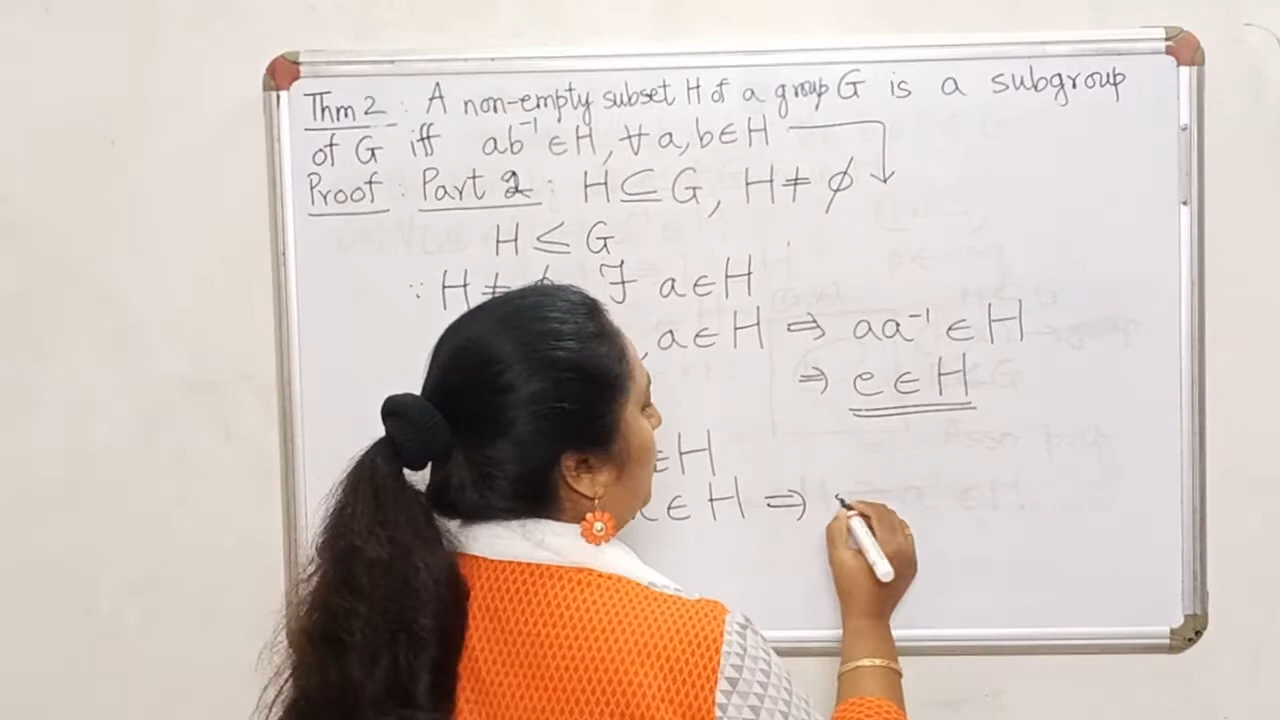 Thm 2 : A non-empty subset H of a group G is a subgroup
of G iff ab⁻¹ ∈ H, ∀ a, b ∈ H
Proof : Part 2 : H ⊆ G, H ≠ ϕ
H ≤ G
∵ H ≠ ∃ a ∈ H
, a ∈ H ⇒ aa⁻¹ ∈ H
⇒ e ∈ H
∈ H
∈ H ⇒